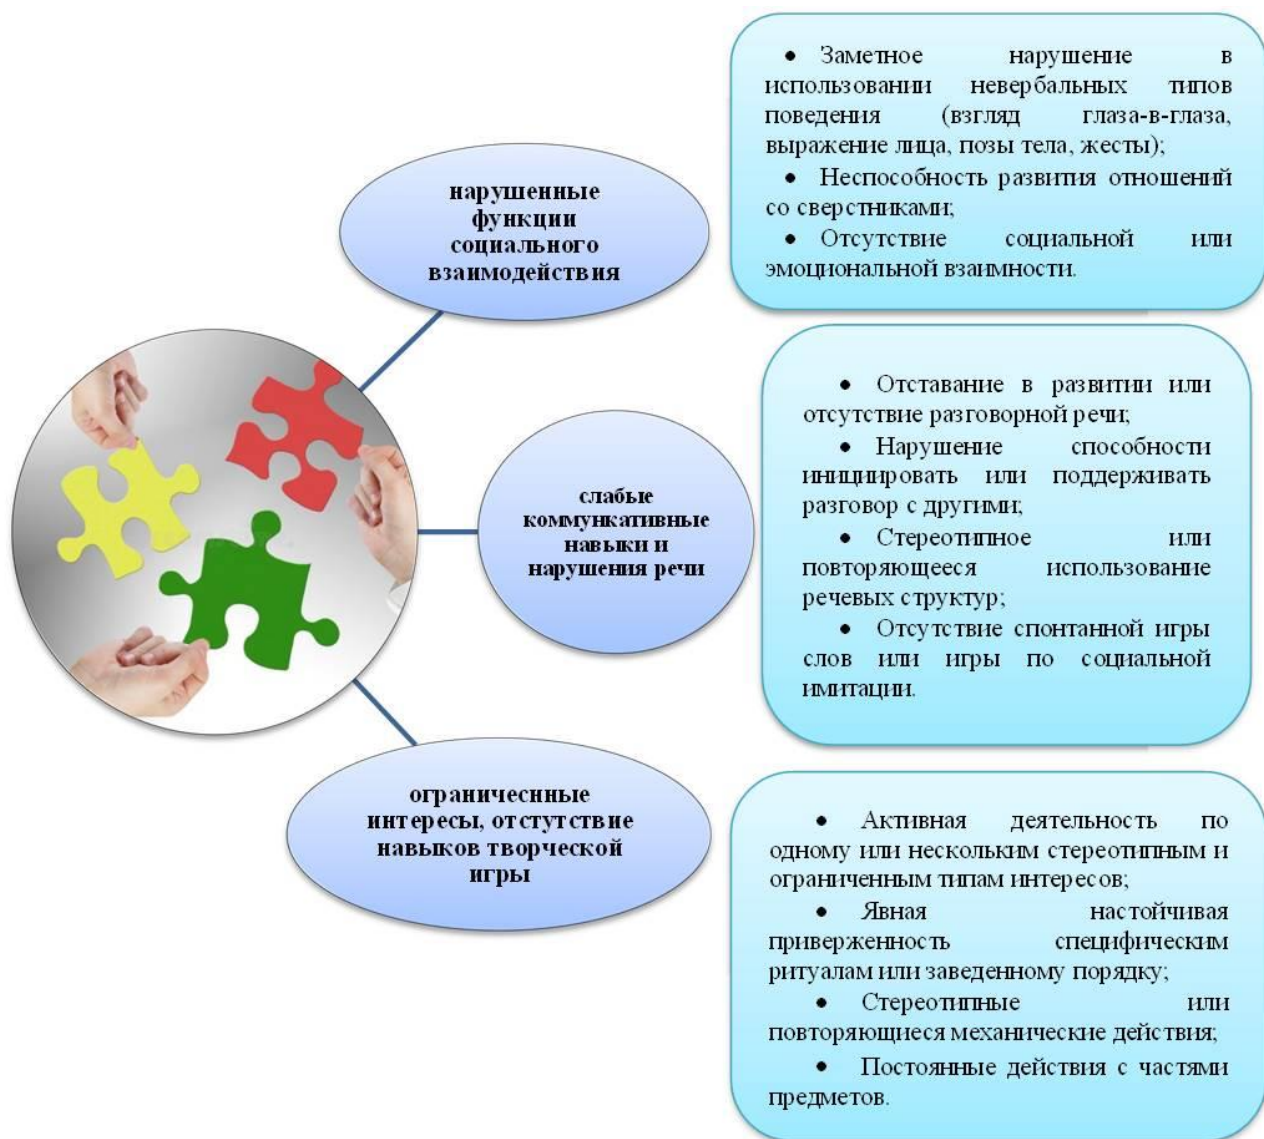 нарушенные
функции
социального
взаимодействия
• Заметное нарушение в
использовании невербальных типов
поведения (взгляд глаза-в-глаза,
выражение лица, позы тела, жесты);
• Неспособность развития отношений
со сверстниками;
• Отсутствие социальной или
эмоциональной взаимности.
слабые
коммункативные
навыки и
нарушения речи
• Отставание в развитии или
отсутствие разговорной речи;
• Нарушение способности
инициировать или поддерживать
разговор с другими;
• Стереотипное или
повторяющееся использование
речевых структур;
• Отсутствие спонтанной игры
слов или игры по социальной
имитации.
ограничесннные
интересы, отстутствие
навыков творческой
игры
• Активная деятельность по
одному или нескольким стереотипным и
ограниченным типам интересов;
• Явная настойчивая
приверженность специфическим
ритуалам или заведенному порядку;
• Стереотипные или
повторяющиеся механические действия;
• Постоянные действия с частями
предметов.